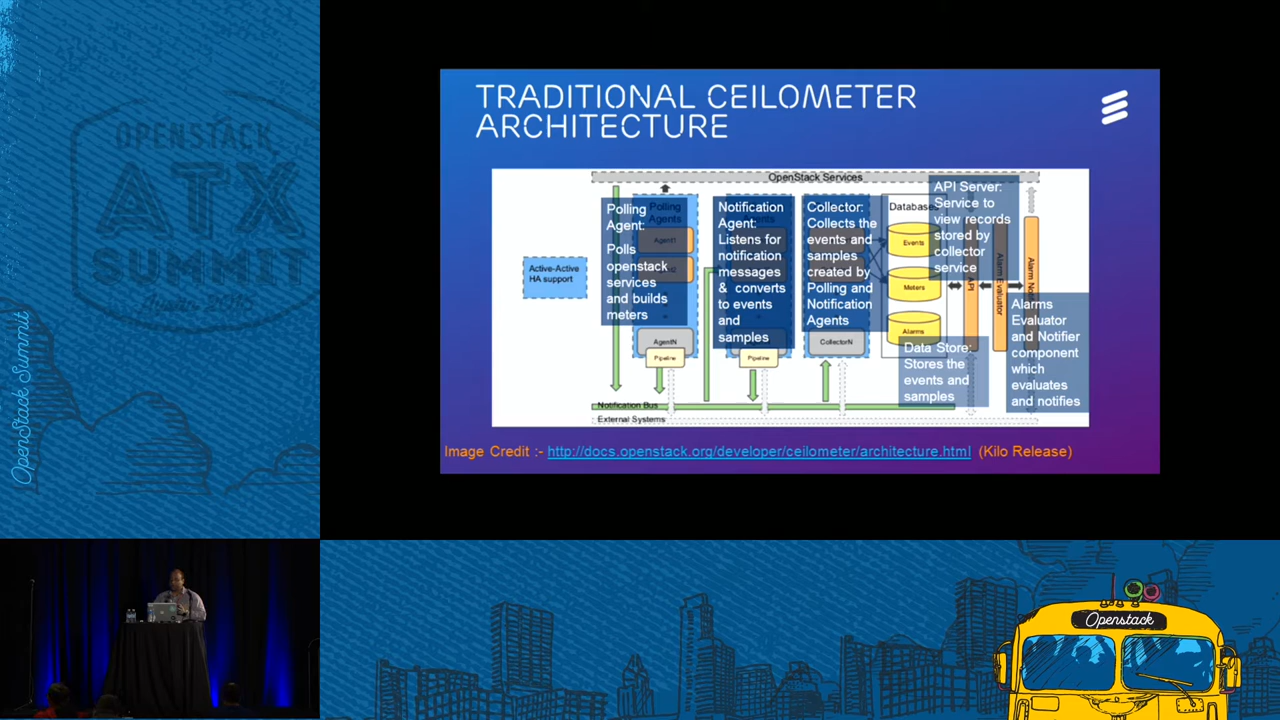 OPENSTACK
ATX
SUMMIT
OpenStack Summit
TRADITIONAL CEILOMETER
ARCHITECTURE
OpenStack Services
Active-Active
HA support
Polling
Agents
Agent1
AgentN
Pipeline
Polling
Agent:
Polls
openstack
services
and builds
meters
Notification
Agent:
Listens for
notification
messages
& converts
to events
and
samples
Pipeline
Collector:
Collects the
events and
samples
created by
Polling and
Notification
Agents
CollectorN
Databases
Events
Meters
Alarms
API Server:
Service to
view records
stored by
collector
service
API
Alarm Evaluator
Data Store:
Stores the
events and
samples
Alarms
Evaluator
and Notifier
component
which
evaluates
and notifies
Notification Bus
External Systems
Image Credit :- http://docs.openstack.org/developer/ceilometer/architecture.html (Kilo Release)
Openstack